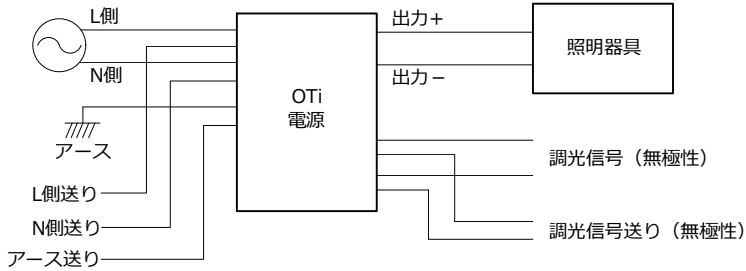 L側
N側
アース
L側送り
N側送り
アース送り
OTi
電源
出力+
出力－
照明器具
調光信号（無極性）
調光信号送り（無極性）